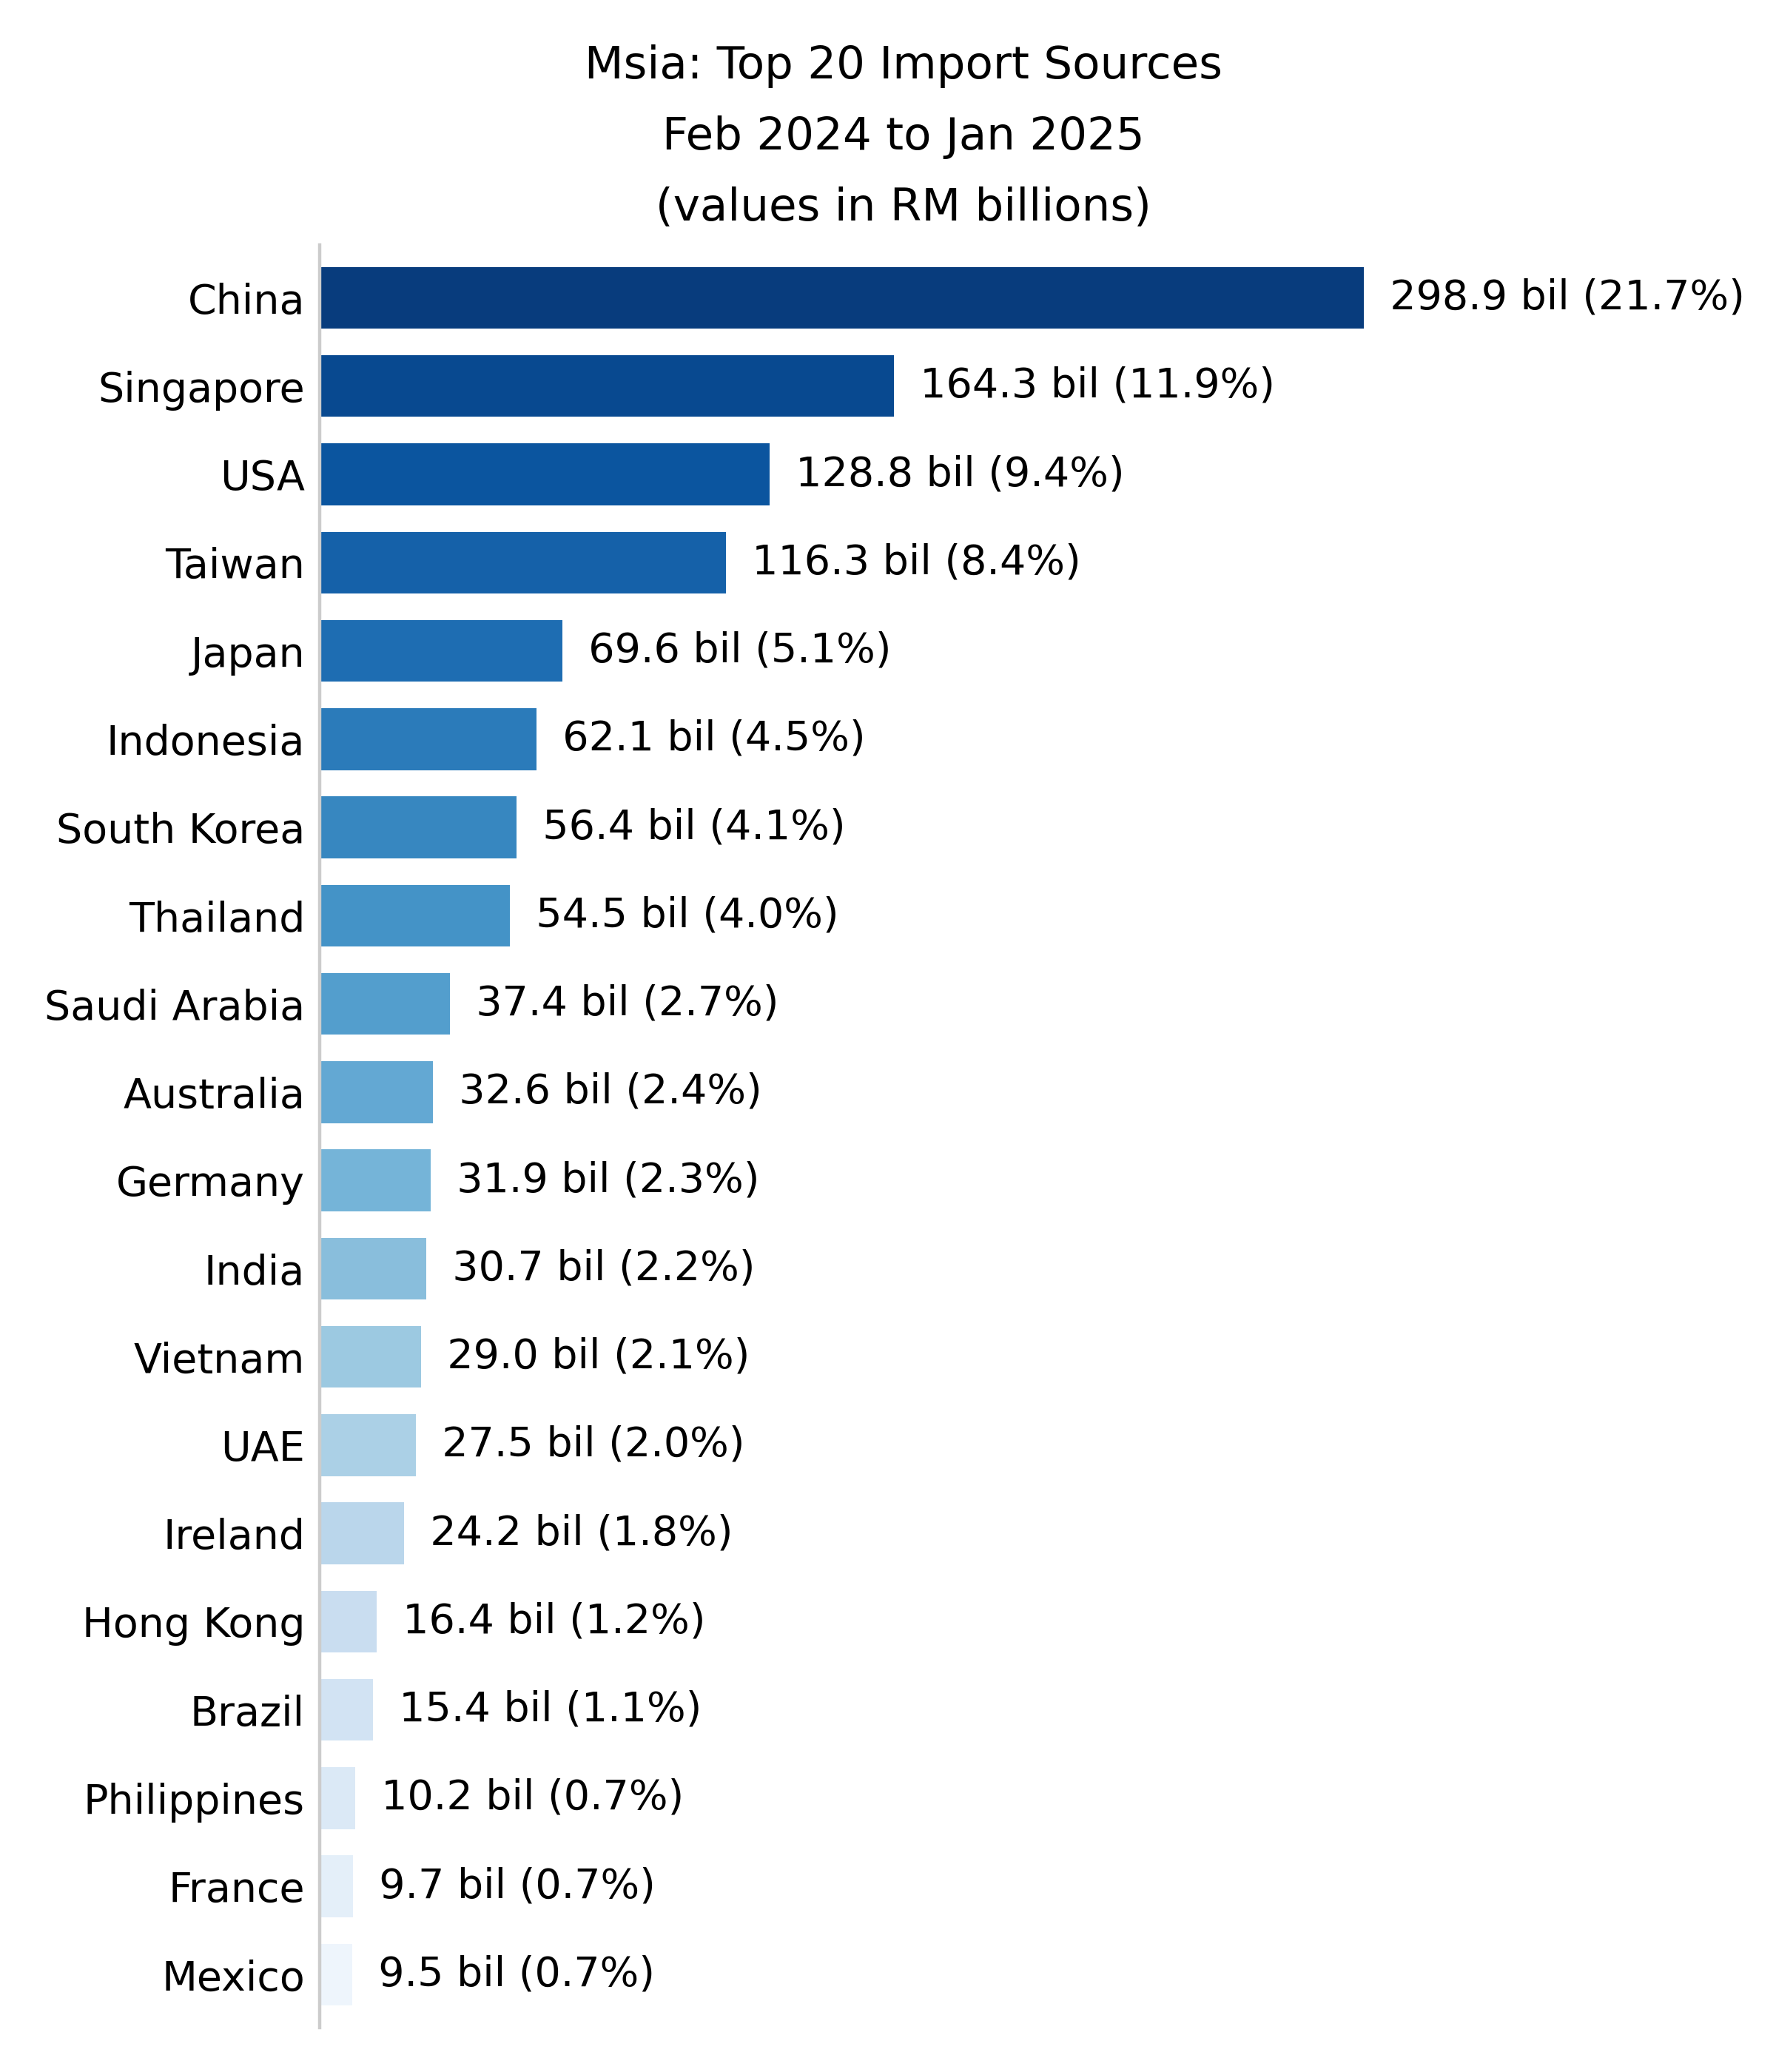 Msia: Top 20 Import Sources
Feb 2024 to Jan 2025
(values in RM billions)
China 298.9 bil (21.7%)
Singapore 164.3 bil (11.9%)
USA 128.8 bil (9.4%)
Taiwan 116.3 bil (8.4%)
Japan 69.6 bil (5.1%)
Indonesia 62.1 bil (4.5%)
South Korea 56.4 bil (4.1%)
Thailand 54.5 bil (4.0%)
Saudi Arabia 37.4 bil (2.7%)
Australia 32.6 bil (2.4%)
Germany 31.9 bil (2.3%)
India 30.7 bil (2.2%)
Vietnam 29.0 bil (2.1%)
UAE 27.5 bil (2.0%)
Ireland 24.2 bil (1.8%)
Hong Kong 16.4 bil (1.2%)
Brazil 15.4 bil (1.1%)
Philippines 10.2 bil (0.7%)
France 9.7 bil (0.7%)
Mexico 9.5 bil (0.7%)